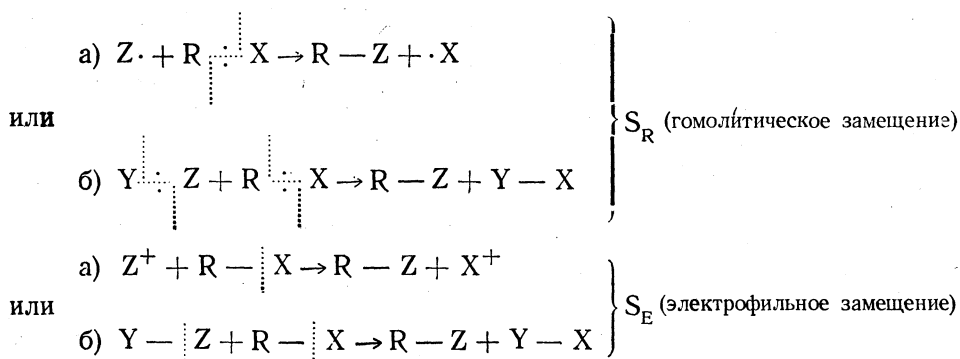 а) Z· + R : X → R — Z + ·X
или
S_R (гомолитическое замещение)
б) Y : Z + R : X → R — Z + Y — X
а) Z⁺ + R — X → R — Z + X⁺
или
S_E (электрофильное замещение)
б) Y — Z + R — X → R — Z + Y — X